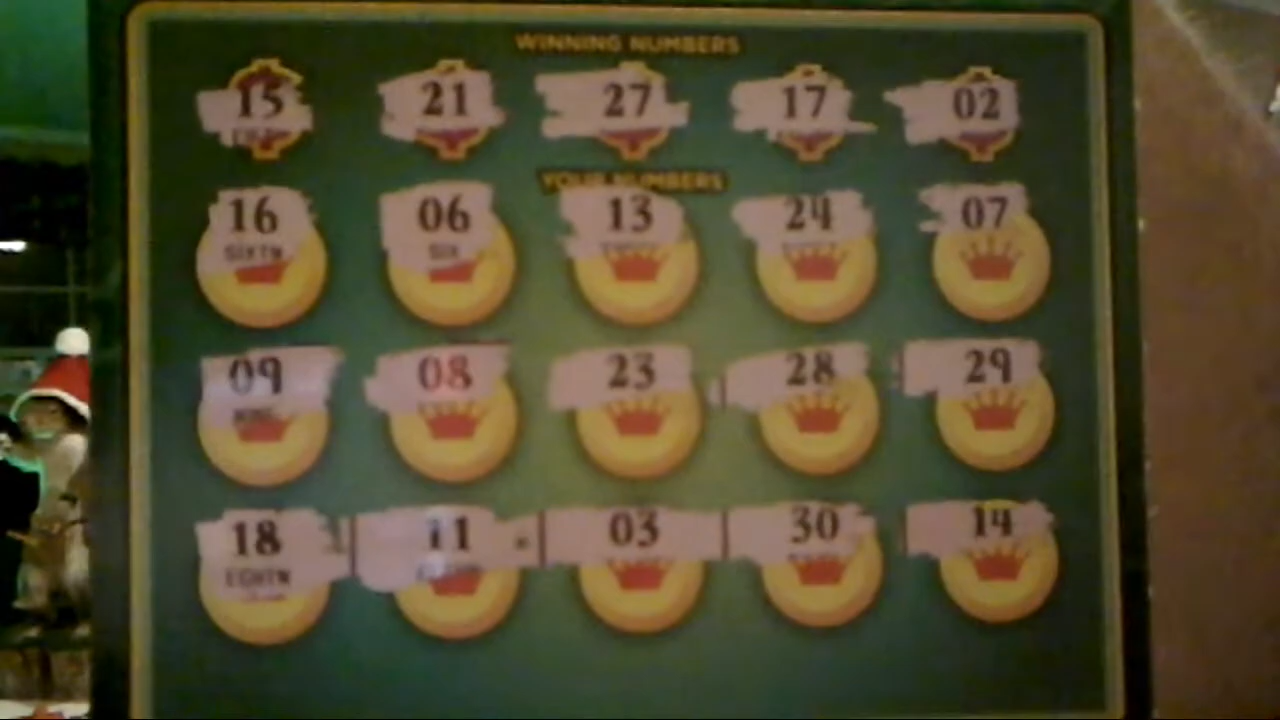 WINNING NUMBERS
15 21 27 17 02
YOUR NUMBERS
16 06 13 24 07
SIXTN SIX
09 08 23 28 29
NINE
18 11 03 30 14
EGHTN